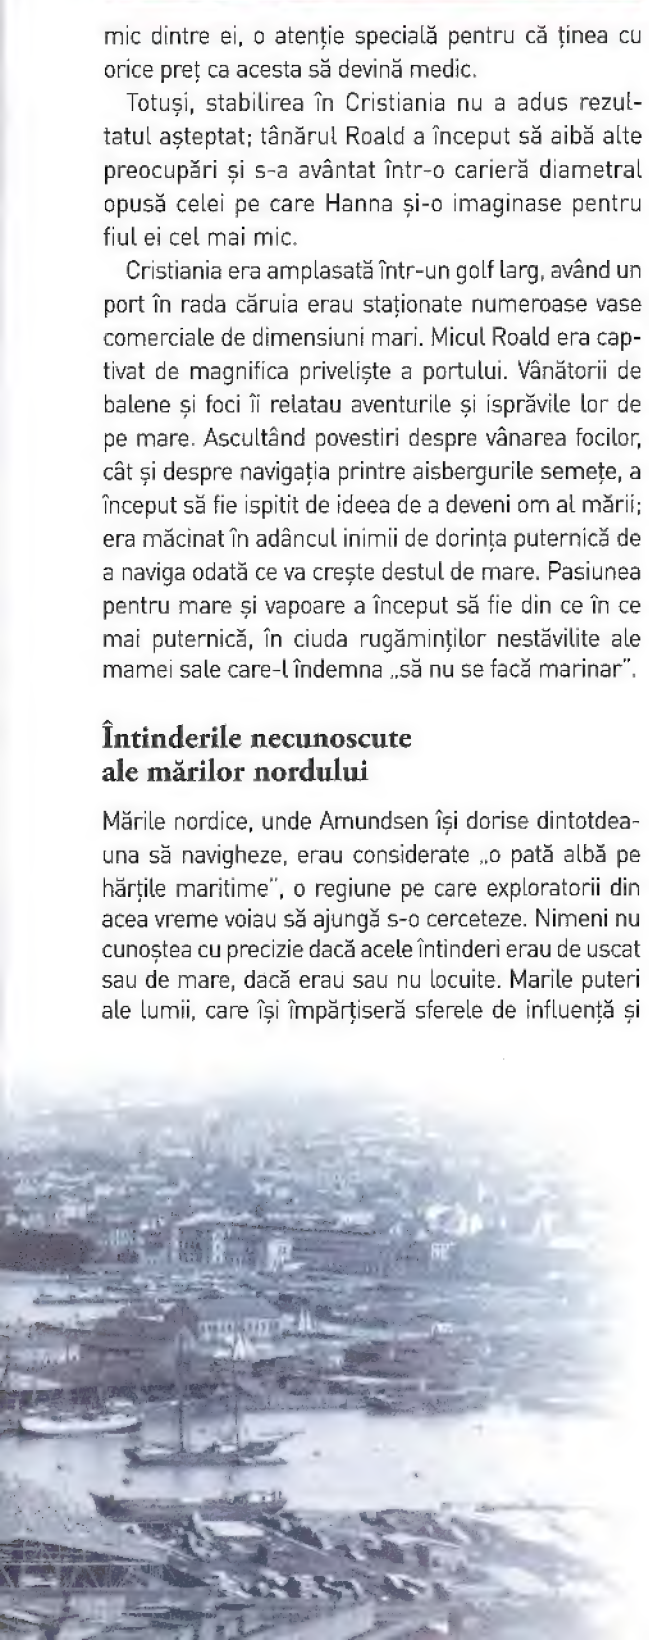 mic dintre ei, o atenție specială pentru că ținea cu
orice preț ca acesta să devină medic.
Totuși, stabilirea în Cristiania nu a adus rezul-
tatul așteptat; tânărul Roald a început să aibă alte
preocupări și s-a avântat într-o carieră diametral
opusă celei pe care Hanna și-o imaginase pentru
fiul ei cel mai mic.
Cristiania era amplasată într-un golf larg, având un
port în rada căruia erau staționate numeroase vase
comerciale de dimensiuni mari. Micul Roald era cap-
tivat de magnifica priveliște a portului. Vânătorii de
balene și foci îi relatau aventurile și isprăvile lor de
pe mare. Ascultând povestiri despre vânarea focilor,
cât și despre navigația printre aisbergurile semețe, a
început să fie ispitit de ideea de a deveni om al mării;
era măcinat în adâncul inimii de dorința puternică de
a naviga odată ce va crește destul de mare. Pasiunea
pentru mare și vapoare a început să fie din ce în ce
mai puternică, în ciuda rugăminților nestăvilite ale
mamei sale care-l îndemna „să nu se facă marinar”.
Întinderile necunoscute
ale mărilor nordului
Mările nordice, unde Amundsen își dorise dintotdea-
una să navigheze, erau considerate „o pată albă pe
hărțile maritime”, o regiune pe care exploratorii din
acea vreme voiau să ajungă s-o cerceteze. Nimeni nu
cunoștea cu precizie dacă acele întinderi erau de uscat
sau de mare, dacă erau sau nu locuite. Marile puteri
ale lumii, care își împărțiseră sferele de influență și